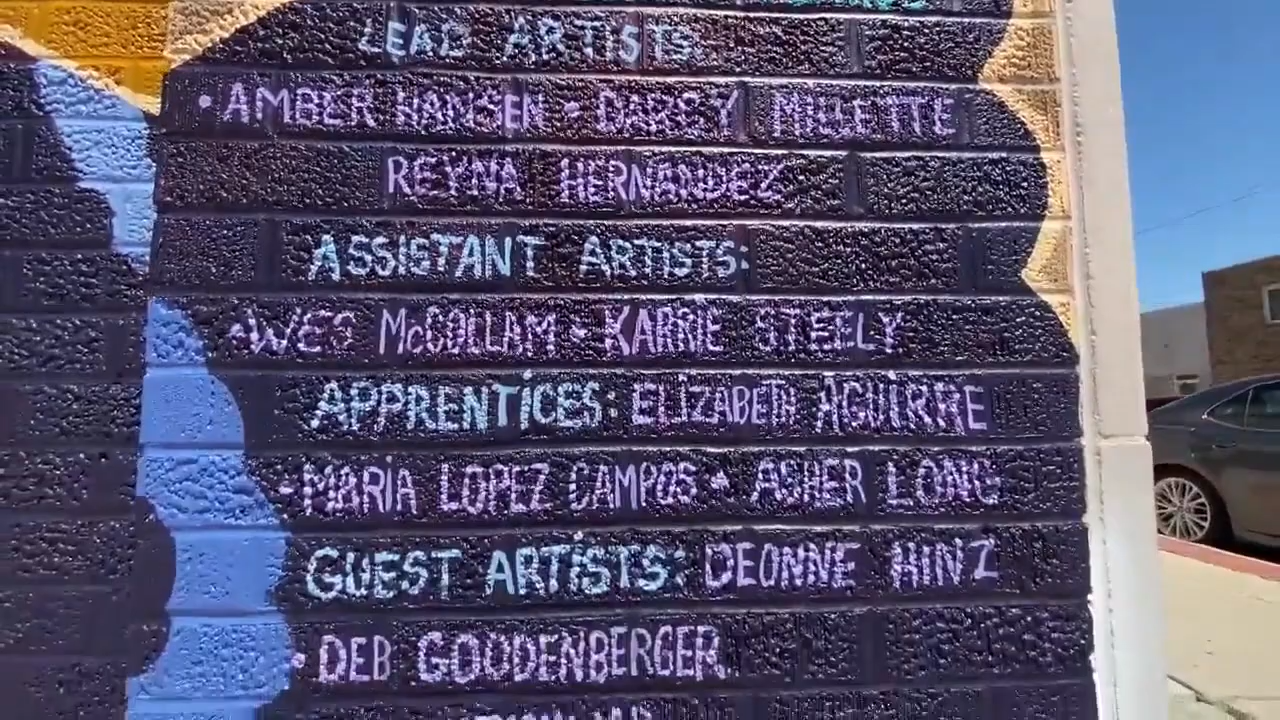 LEAD ARTISTS
• AMBER HANSEN • DARCY MILLETTE
REYNA HERNANDEZ
ASSISTANT ARTISTS:
•WES McCOLLAM • KARRIE STEELY
APPRENTICES: ELIZABETH AGUIRRE
• MARIA LOPEZ CAMPOS • ASHER LONG
GUEST ARTISTS: DEONNE HINZ
• DEB GOODENBERGER